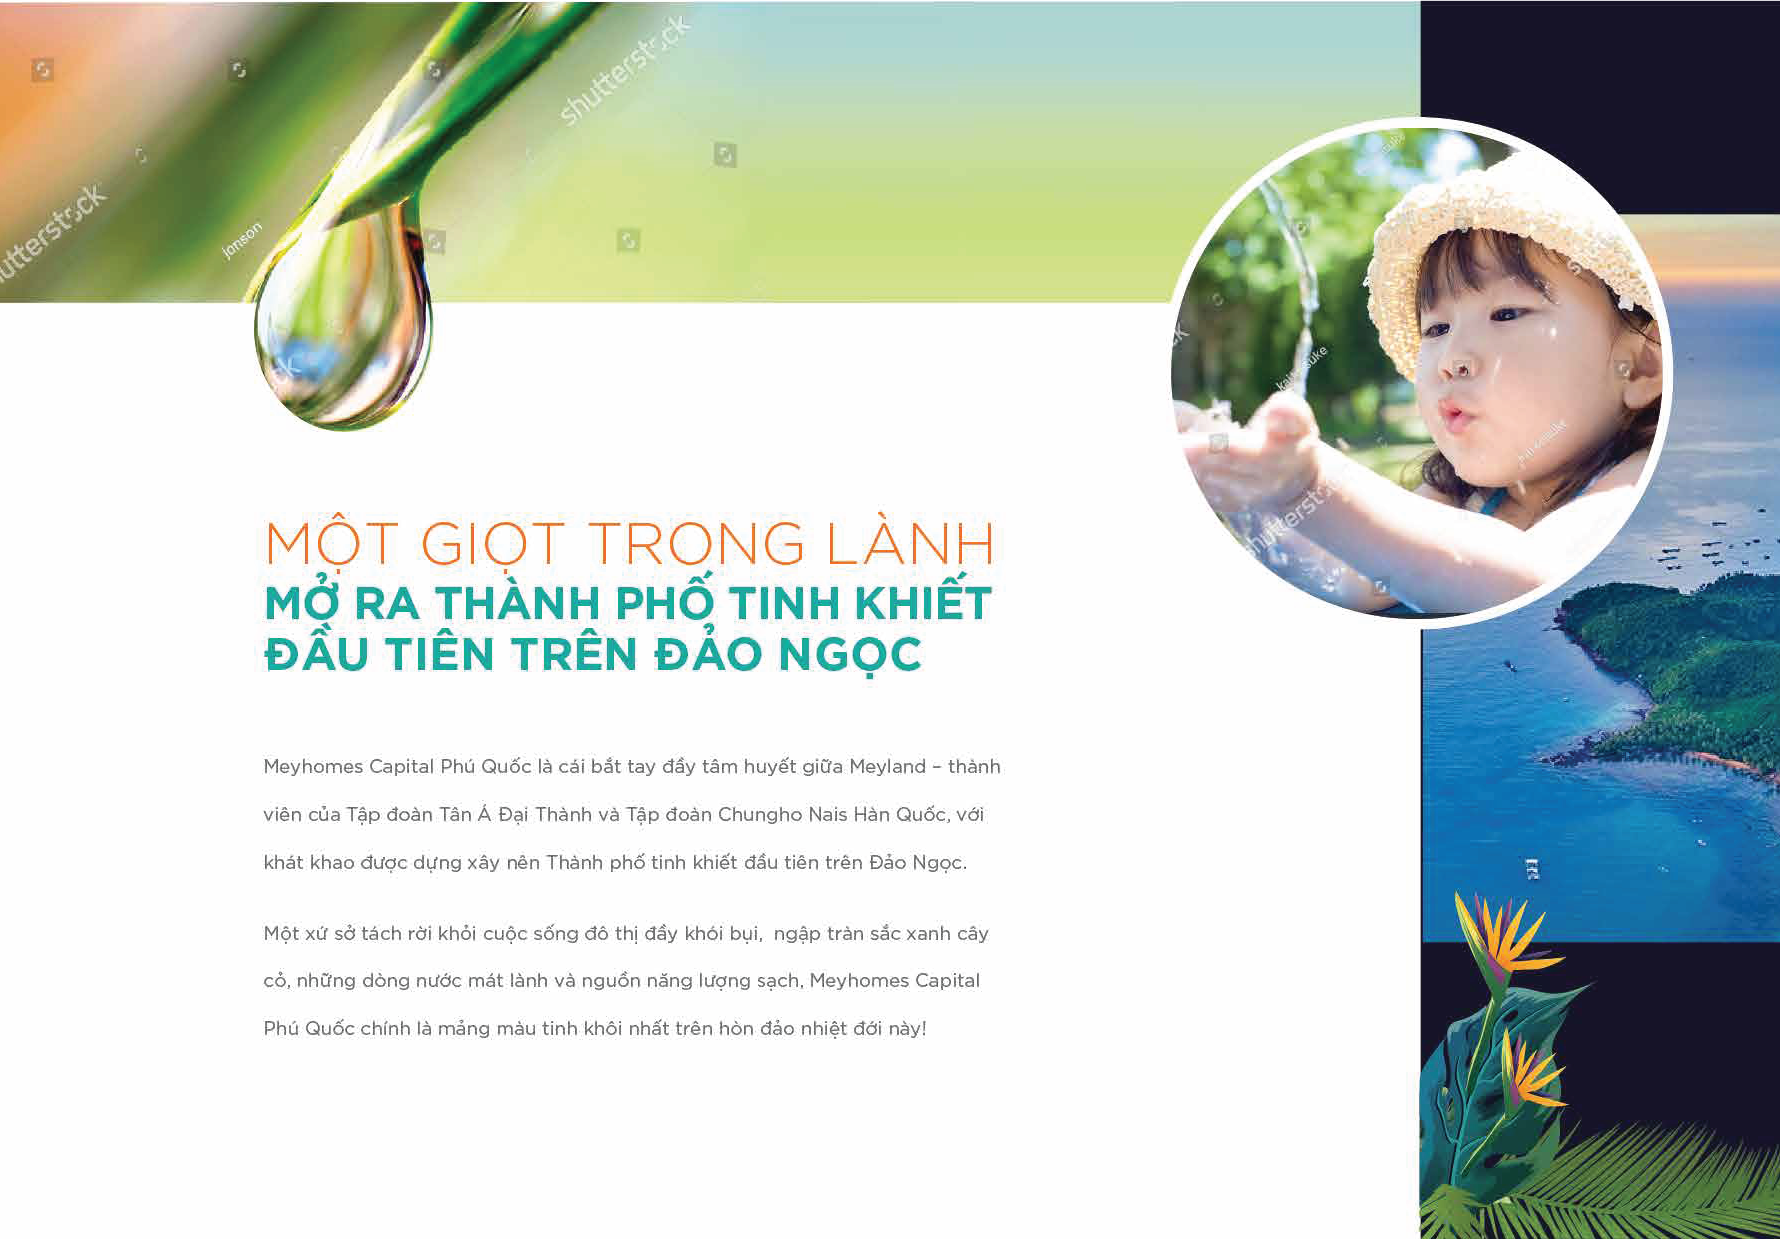 shutterstock
jonson
shutterstock
MỘT GIỌT TRONG LÀNH
MỞ RA THÀNH PHỐ TINH KHIẾT
ĐẦU TIÊN TRÊN ĐẢO NGỌC
Meyhomes Capital Phú Quốc là cái bắt tay đầy tâm huyết giữa Meyland – thành
viên của Tập đoàn Tân Á Đại Thành và Tập đoàn Chungho Nais Hàn Quốc, với
khát khao được dựng xây nên Thành phố tinh khiết đầu tiên trên Đảo Ngọc.
Một xứ sở tách rời khỏi cuộc sống đô thị đầy khói bụi, ngập tràn sắc xanh cây
cỏ, những dòng nước mát lành và nguồn năng lượng sạch, Meyhomes Capital
Phú Quốc chính là mảng màu tinh khôi nhất trên hòn đảo nhiệt đới này!